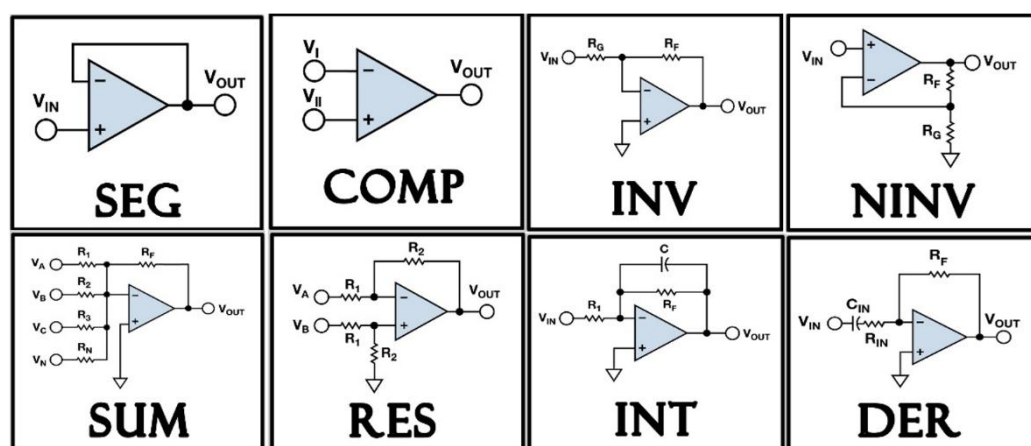 VIN
VOUT
SEG
VI
VII
VOUT
COMP
VIN
RG
RF
VOUT
INV
VIN
VOUT
RF
RG
NINV
VA
R1
RF
VB
R2
VC
R3
VOUT
VN
RN
SUM
R2
VA
R1
VOUT
VB
R1
R2
RES
C
VIN
R1
RF
VOUT
INT
RF
VIN
CIN
RIN
VOUT
DER